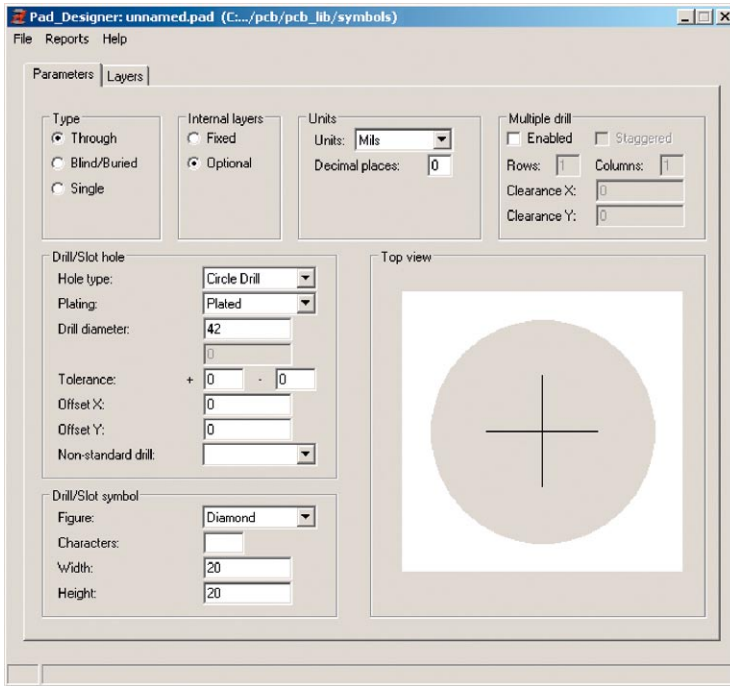 Pad_Designer: unnamed.pad (C:.../pcb/pcb_lib/symbols)
File Reports Help
Parameters Layers
Type
Through
Blind/Buried
Single
Internal layers
Fixed
Optional
Units
Units: Mils
Decimal places: 0
Multiple drill
Enabled Staggered
Rows: 1 Columns: 1
Clearance X: 0
Clearance Y: 0
Drill/Slot hole
Hole type: Circle Drill
Plating: Plated
Drill diameter: 42
0
Tolerance: + 0 - 0
Offset X: 0
Offset Y: 0
Non-standard drill:
Drill/Slot symbol
Figure: Diamond
Characters:
Width: 20
Height: 20
Top view